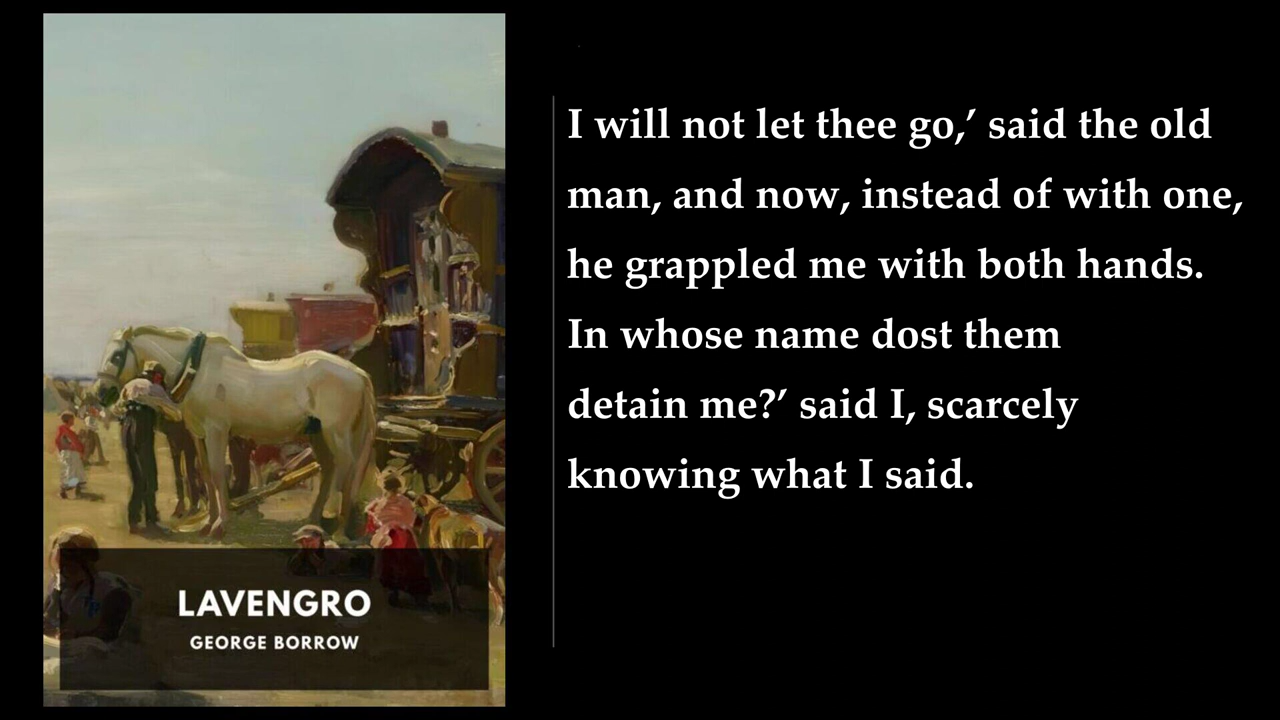 I will not let thee go,’ said the old
man, and now, instead of with one,
he grappled me with both hands.
In whose name dost them
detain me?’ said I, scarcely
knowing what I said.
LAVENGRO
GEORGE BORROW